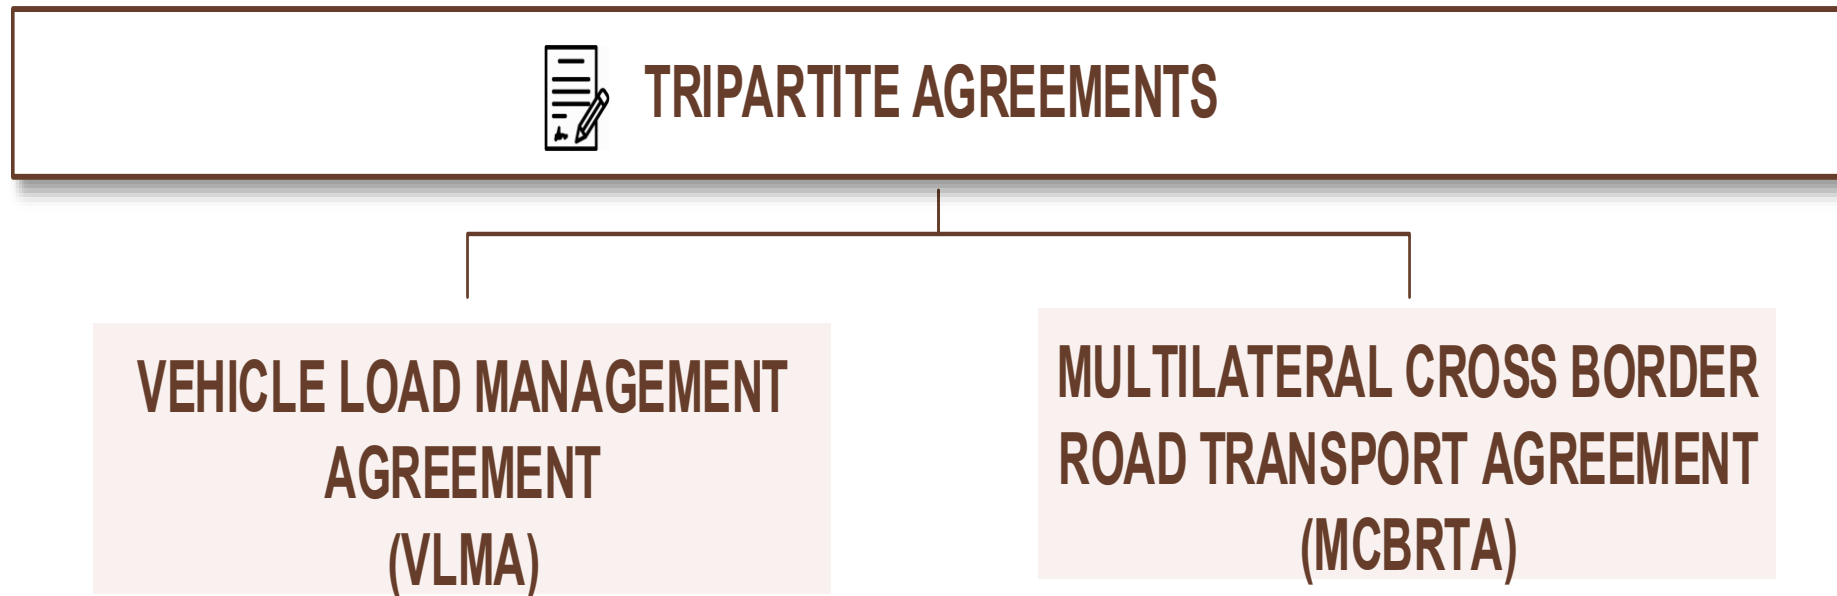 TRIPARTITE AGREEMENTS
VEHICLE LOAD MANAGEMENT
AGREEMENT
(VLMA)
MULTILATERAL CROSS BORDER
ROAD TRANSPORT AGREEMENT
(MCBRTA)